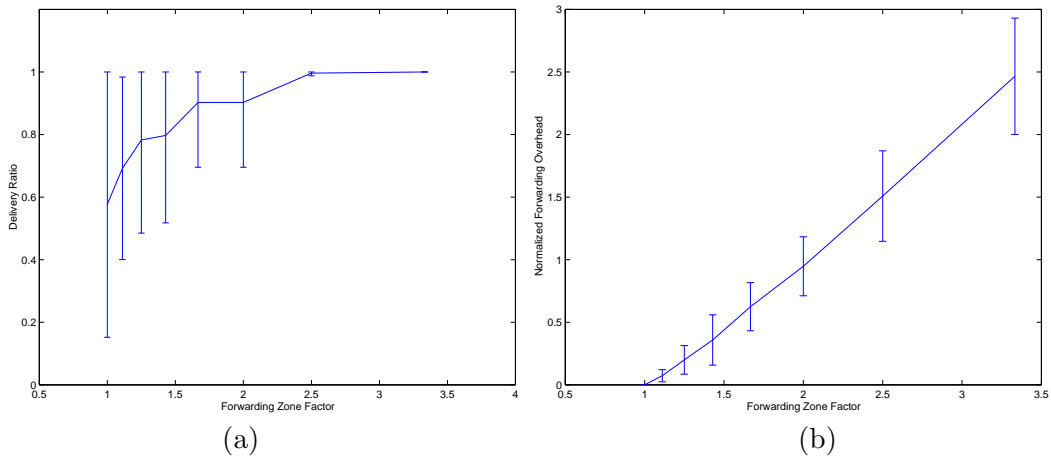 Delivery Ratio
1
0.8
0.6
0.4
0.2
0
0.5 1 1.5 2 2.5 3 3.5 4
Forwarding Zone Factor
(a)
Normalized Forwarding Overhead
3
2.5
2
1.5
1
0.5
0
0.5 1 1.5 2 2.5 3 3.5
Forwarding Zone Factor
(b)